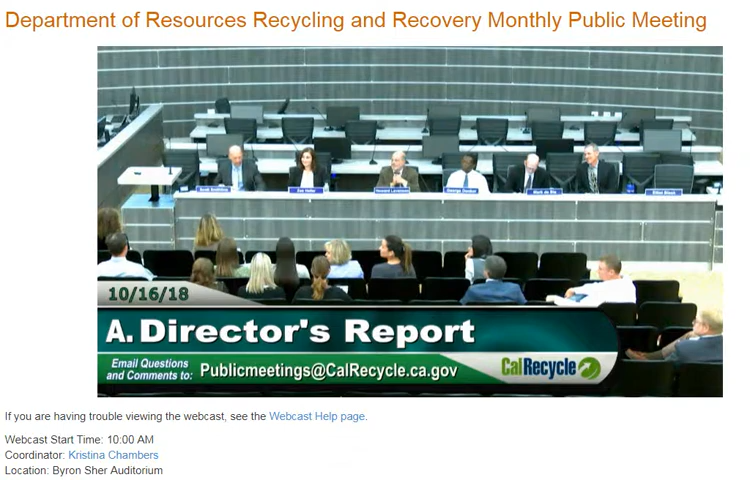 Department of Resources Recycling and Recovery Monthly Public Meeting
10/16/18
A. Director's Report
Email Questions
and Comments to: Publicmeetings@CalRecycle.ca.gov
CalRecycle
If you are having trouble viewing the webcast, see the Webcast Help page.
Webcast Start Time: 10:00 AM
Coordinator: Kristina Chambers
Location: Byron Sher Auditorium